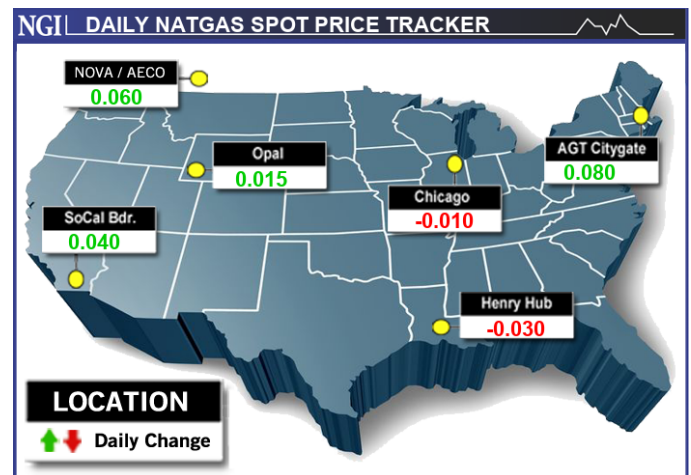 NGI DAILY NATGAS SPOT PRICE TRACKER
NOVA / AECO
0.060
Opal
0.015
AGT Citygate
0.080
Chicago
-0.010
SoCal Bdr.
0.040
Henry Hub
-0.030
LOCATION
Daily Change